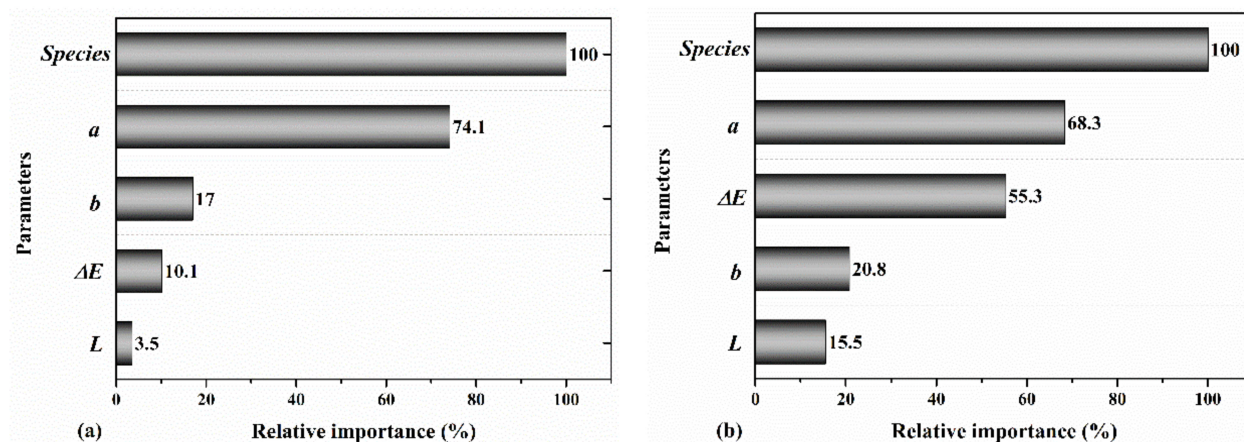 Species
100
a
74.1
b
17
ΔE
10.1
L
3.5
Parameters
0 20 40 60 80 100
(a) Relative importance (%)
Species
100
a
68.3
ΔE
55.3
b
20.8
L
15.5
Parameters
0 20 40 60 80 100
(b) Relative importance (%)